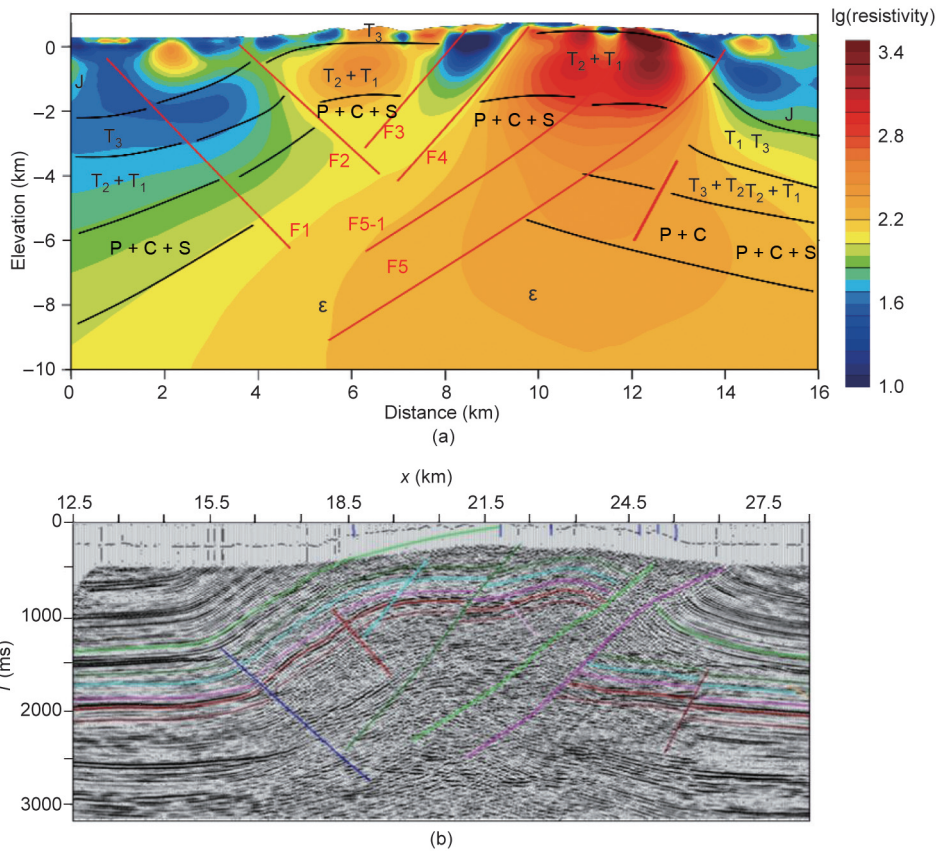 lg(resistivity)
0
−2
−4
−6
−8
−10
Elevation (km)
T₃
J
T₂ + T₁
T₂ + T₁
P + C + S
P + C + S
T₃
F3
F2
F4
J
T₁ T₃
T₂ + T₁
T₃ + T₂ T₂ + T₁
F1
F5-1
P + C
P + C + S
P + C + S
F5
ε
ε
0 2 4 6 8 10 12 14 16
Distance (km)
3.4
2.8
2.2
1.6
1.0
(a)
x (km)
12.5 15.5 18.5 21.5 24.5 27.5
0
1000
2000
3000
(ms)
(b)